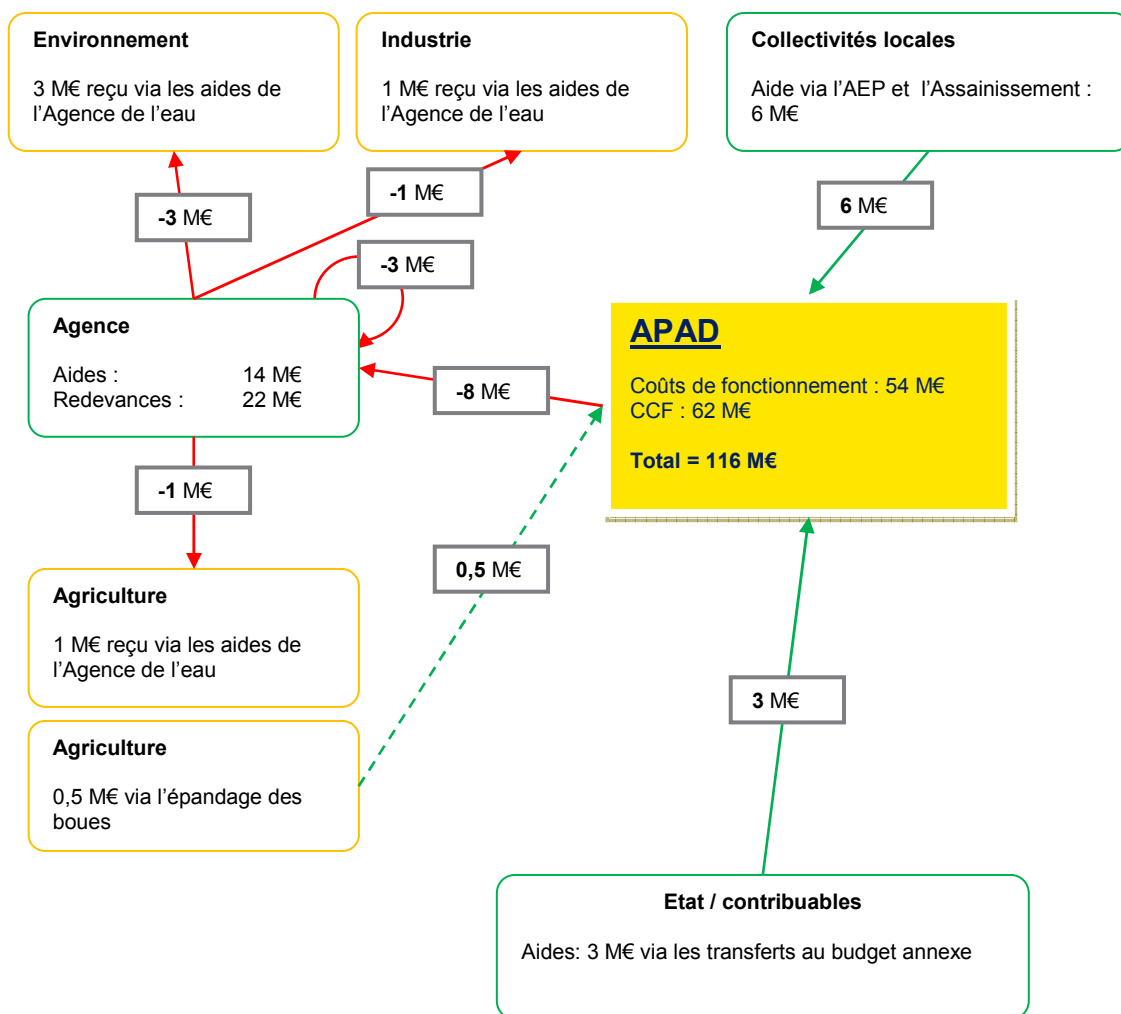 Environnement
3 M€ reçu via les aides de
l'Agence de l'eau
Industrie
1 M€ reçu via les aides de
l'Agence de l'eau
Collectivités locales
Aide via l'AEP et l'Assainissement :
6 M€
-3 M€
-1 M€
6 M€
-3 M€
Agence
Aides : 14 M€
Redevances : 22 M€
-8 M€
APAD
Coûts de fonctionnement : 54 M€
CCF : 62 M€
Total = 116 M€
-1 M€
0,5 M€
Agriculture
1 M€ reçu via les aides de
l'Agence de l'eau
3 M€
Agriculture
0,5 M€ via l'épandage des
boues
Etat / contribuables
Aides: 3 M€ via les transferts au budget annexe